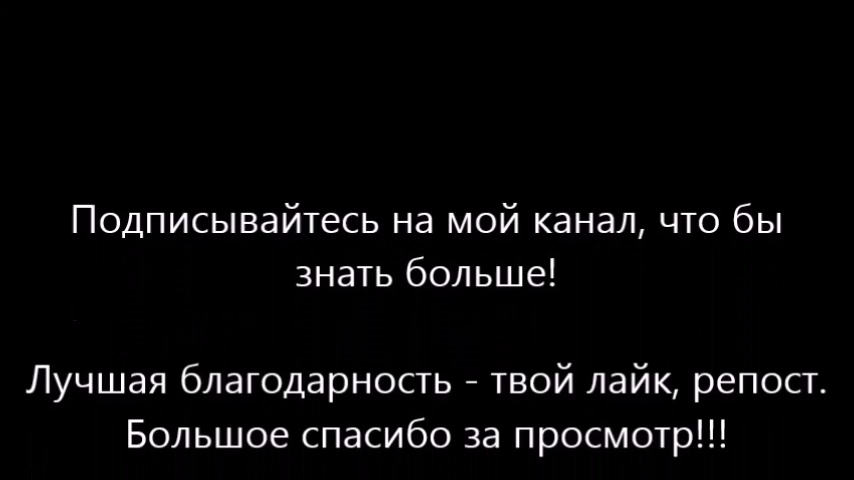 Подписывайтесь на мой канал, что бы
знать больше!
Лучшая благодарность - твой лайк, репост.
Большое спасибо за просмотр!!!